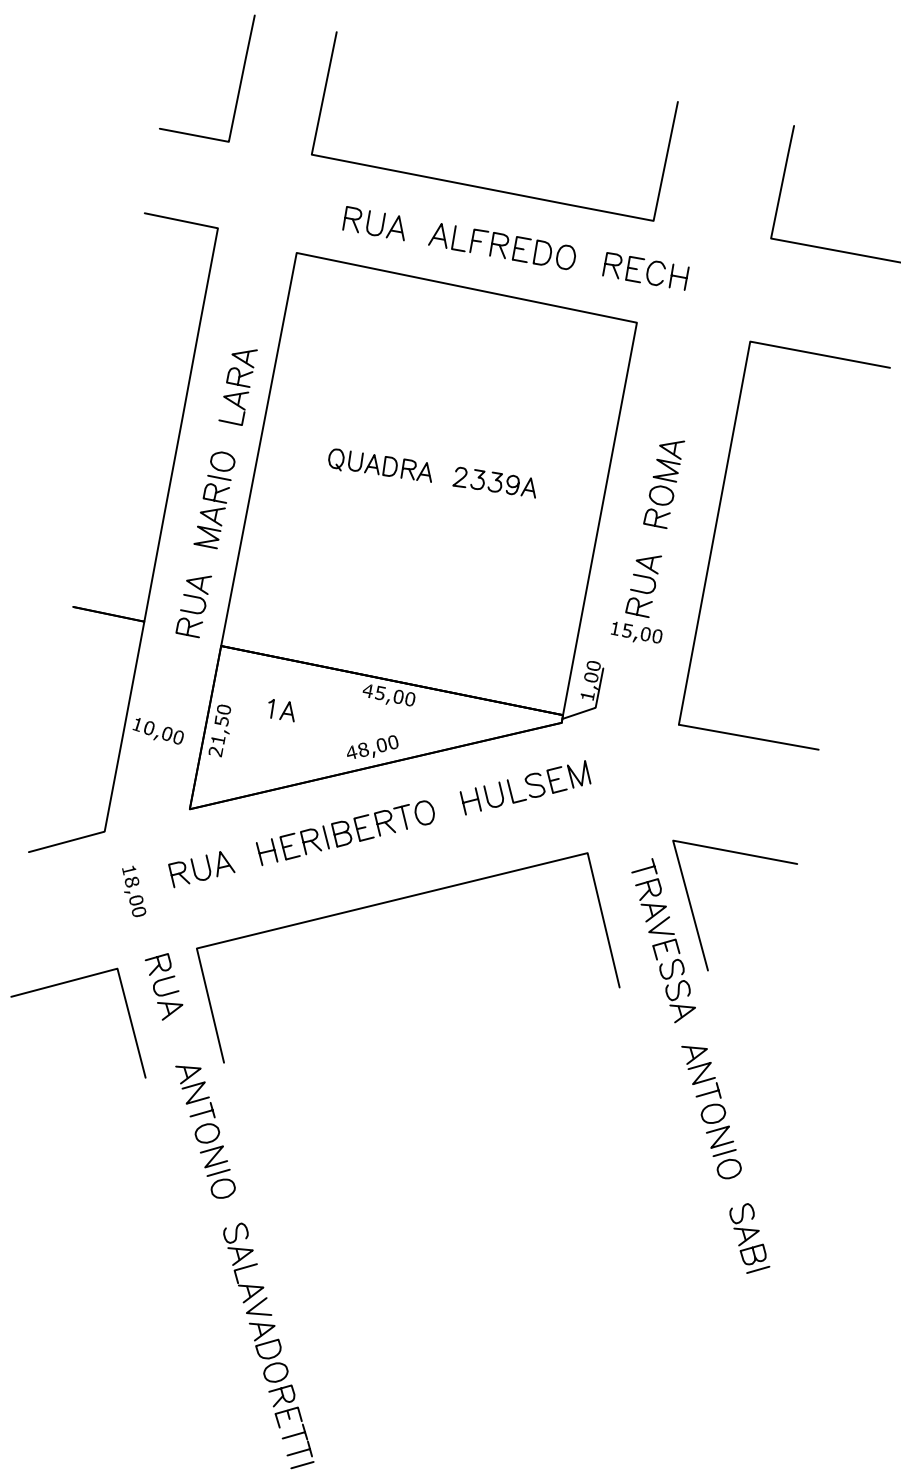 RUA ALFREDO RECH
RUA MARIO LARA
QUADRA 2339A
RUA ROMA
15,00
1,00
45,00
1A
21,50
10,00
48,00
RUA HERIBERTO HULSEM
18,00
RUA ANTONIO SALAVADORETTI
TRAVESSA ANTONIO SABI